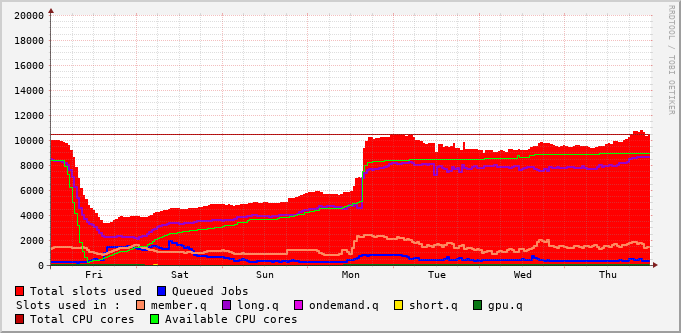 RRDTOOL / TOBI OETIKER
20000
18000
16000
14000
12000
10000
8000
6000
4000
2000
0
Fri Sat Sun Mon Tue Wed Thu
Total slots used Queued Jobs
Slots used in : member.q long.q ondemand.q short.q gpu.q
Total CPU cores Available CPU cores